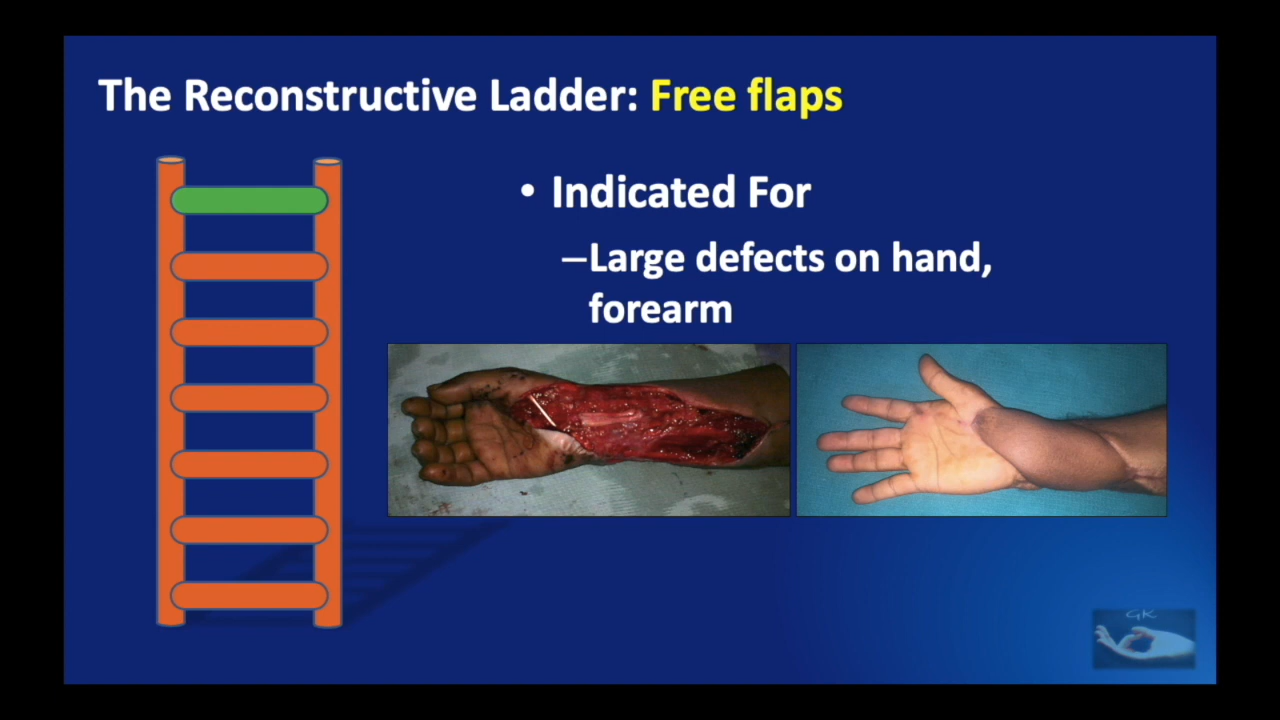 The Reconstructive Ladder: Free flaps
• Indicated For
–Large defects on hand,
forearm
GK